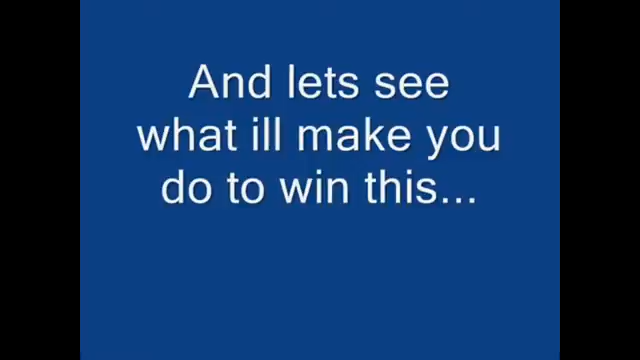 And lets see
what ill make you
do to win this...